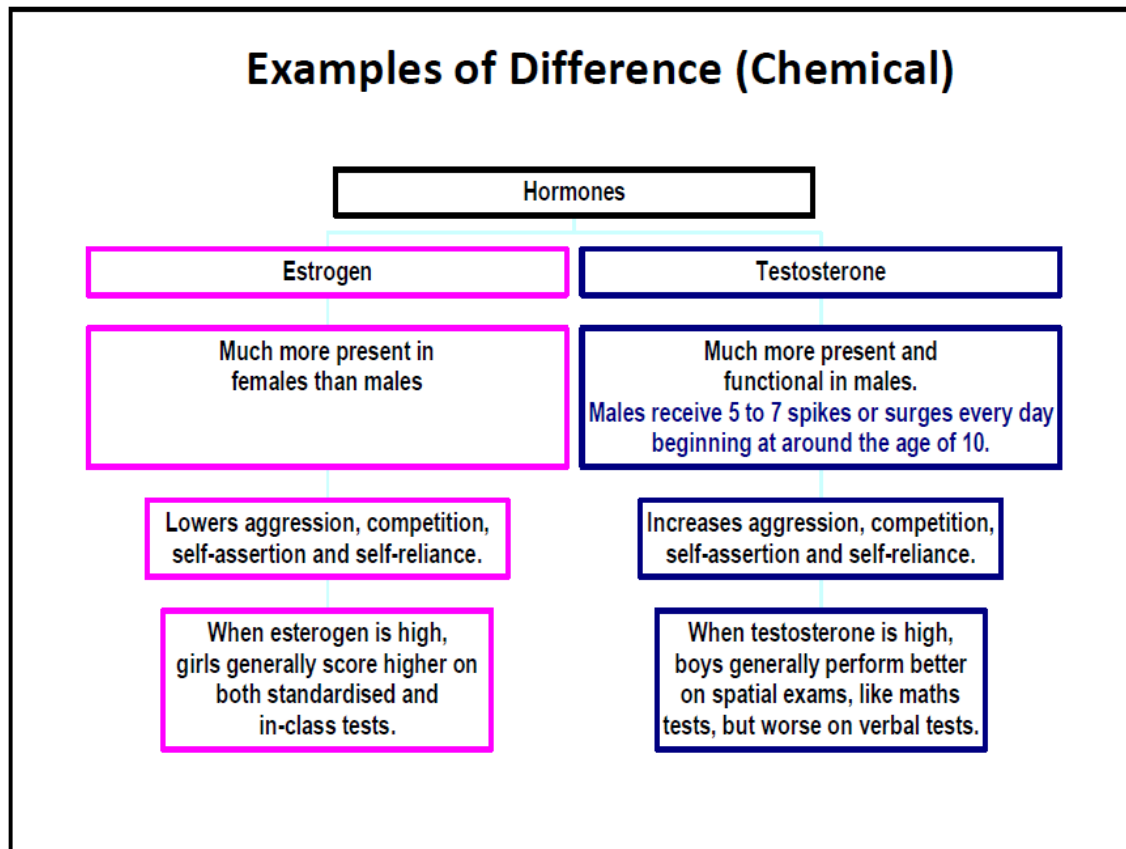 Examples of Difference (Chemical)
Hormones
Estrogen
Testosterone
Much more present in
females than males
Much more present and
functional in males.
Males receive 5 to 7 spikes or surges every day
beginning at around the age of 10.
Lowers aggression, competition,
self-assertion and self-reliance.
Increases aggression, competition,
self-assertion and self-reliance.
When esterogen is high,
girls generally score higher on
both standardised and
in-class tests.
When testosterone is high,
boys generally perform better
on spatial exams, like maths
tests, but worse on verbal tests.